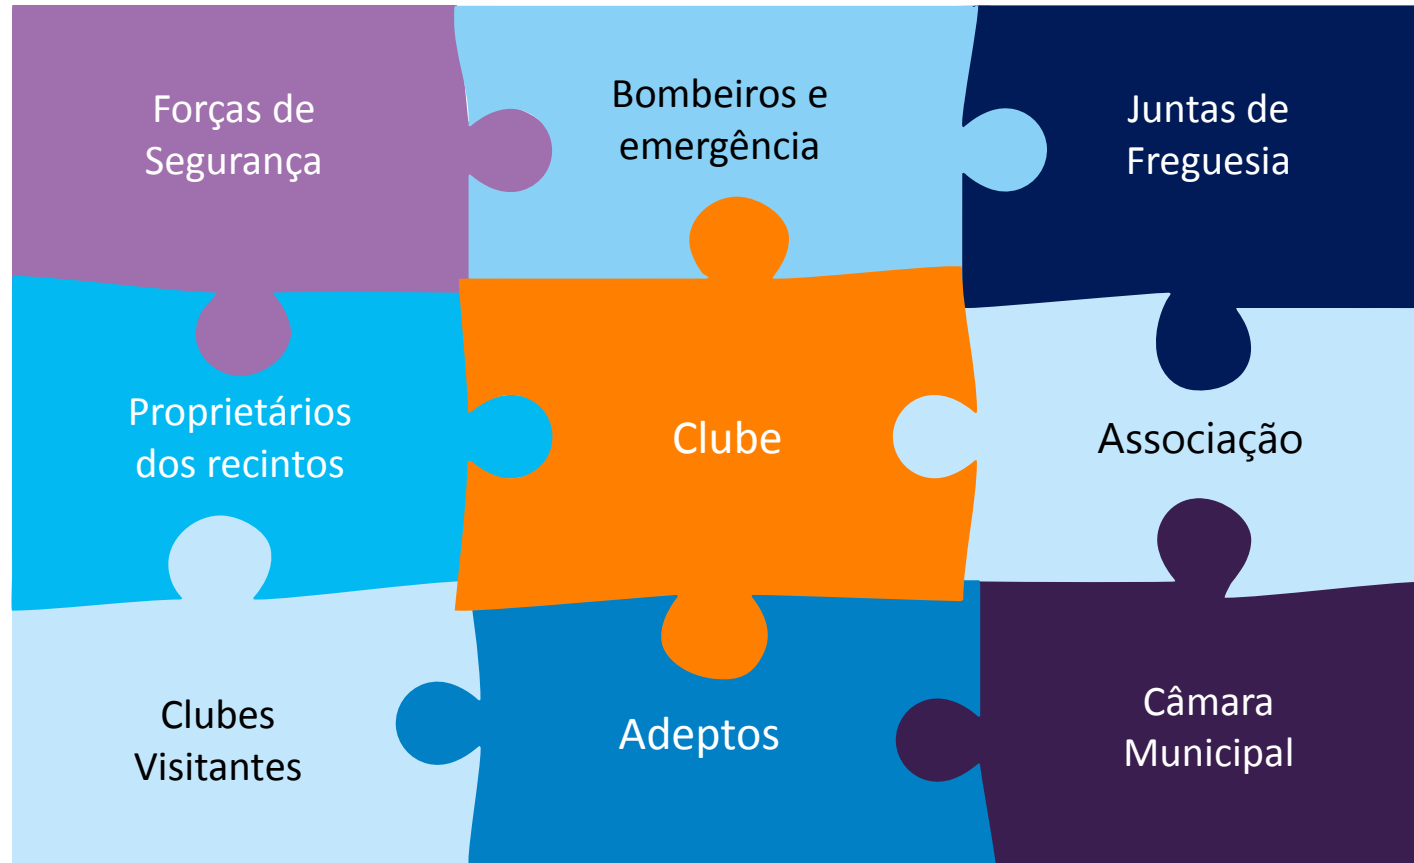 Forças de
Segurança
Bombeiros e
emergência
Juntas de
Freguesia
Proprietários
dos recintos
Clube
Associação
Clubes
Visitantes
Adeptos
Câmara
Municipal